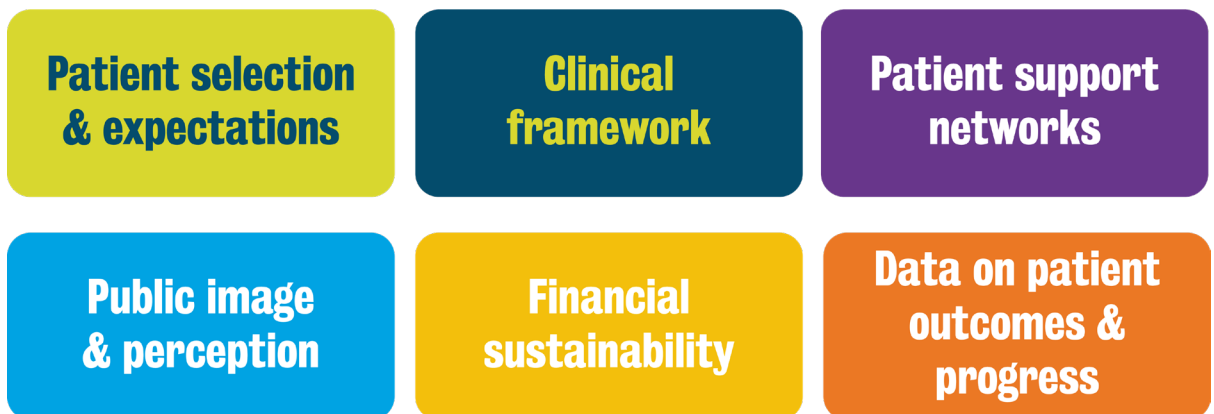 Patient selection
& expectations
Clinical
framework
Patient support
networks
Public image
& perception
Financial
sustainability
Data on patient
outcomes &
progress